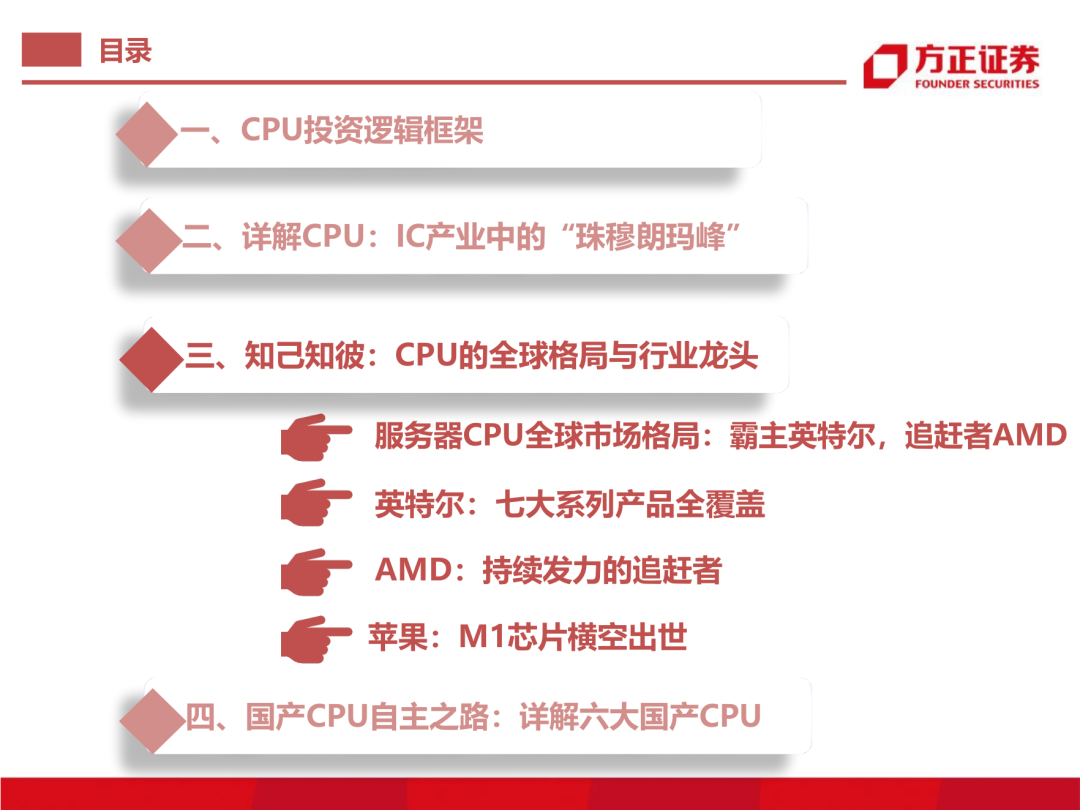 目录
方正证券
FOUNDER SECURITIES
一、CPU投资逻辑框架
二、详解CPU：IC产业中的“珠穆朗玛峰”
三、知己知彼：CPU的全球格局与行业龙头
服务器CPU全球市场格局：霸主英特尔，追赶者AMD
英特尔：七大系列产品全覆盖
AMD：持续发力的追赶者
苹果：M1芯片横空出世
四、国产CPU自主之路：详解六大国产CPU